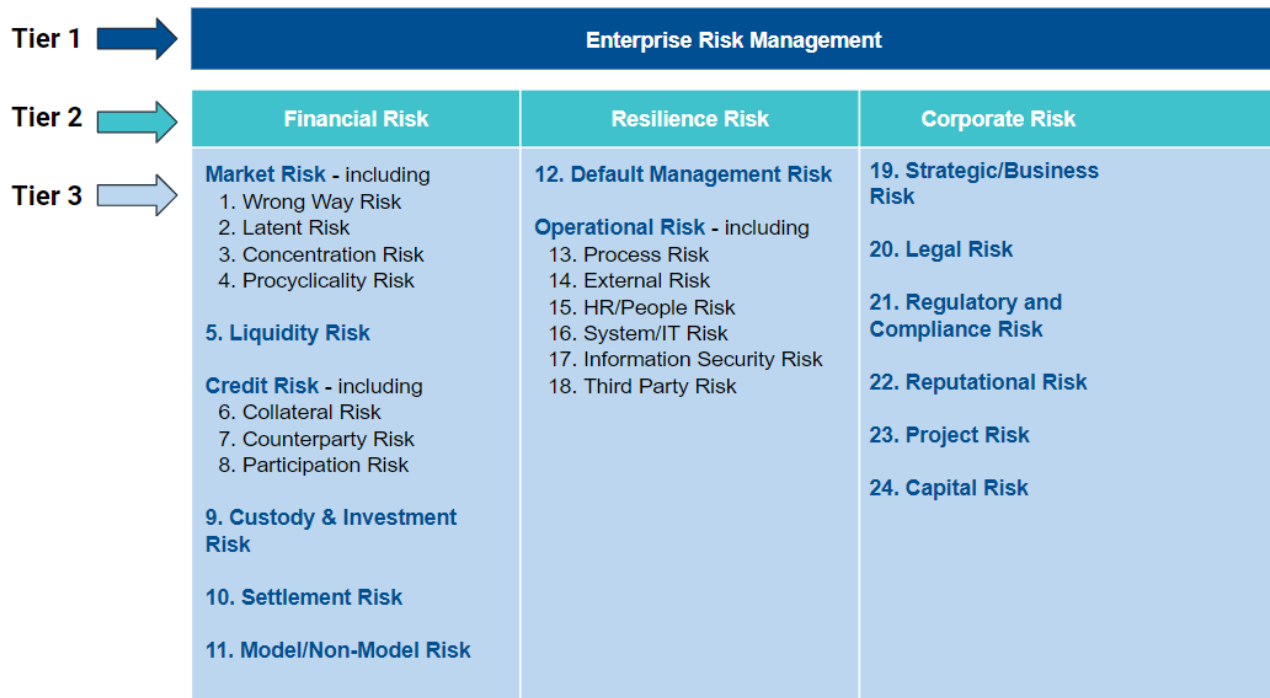 Tier 1
Enterprise Risk Management
Tier 2
Financial Risk
Resilience Risk
Corporate Risk
Tier 3
Market Risk - including
1. Wrong Way Risk
2. Latent Risk
3. Concentration Risk
4. Procyclicality Risk
5. Liquidity Risk
Credit Risk - including
6. Collateral Risk
7. Counterparty Risk
8. Participation Risk
9. Custody & Investment
Risk
10. Settlement Risk
11. Model/Non-Model Risk
12. Default Management Risk
Operational Risk - including
13. Process Risk
14. External Risk
15. HR/People Risk
16. System/IT Risk
17. Information Security Risk
18. Third Party Risk
19. Strategic/Business
Risk
20. Legal Risk
21. Regulatory and
Compliance Risk
22. Reputational Risk
23. Project Risk
24. Capital Risk